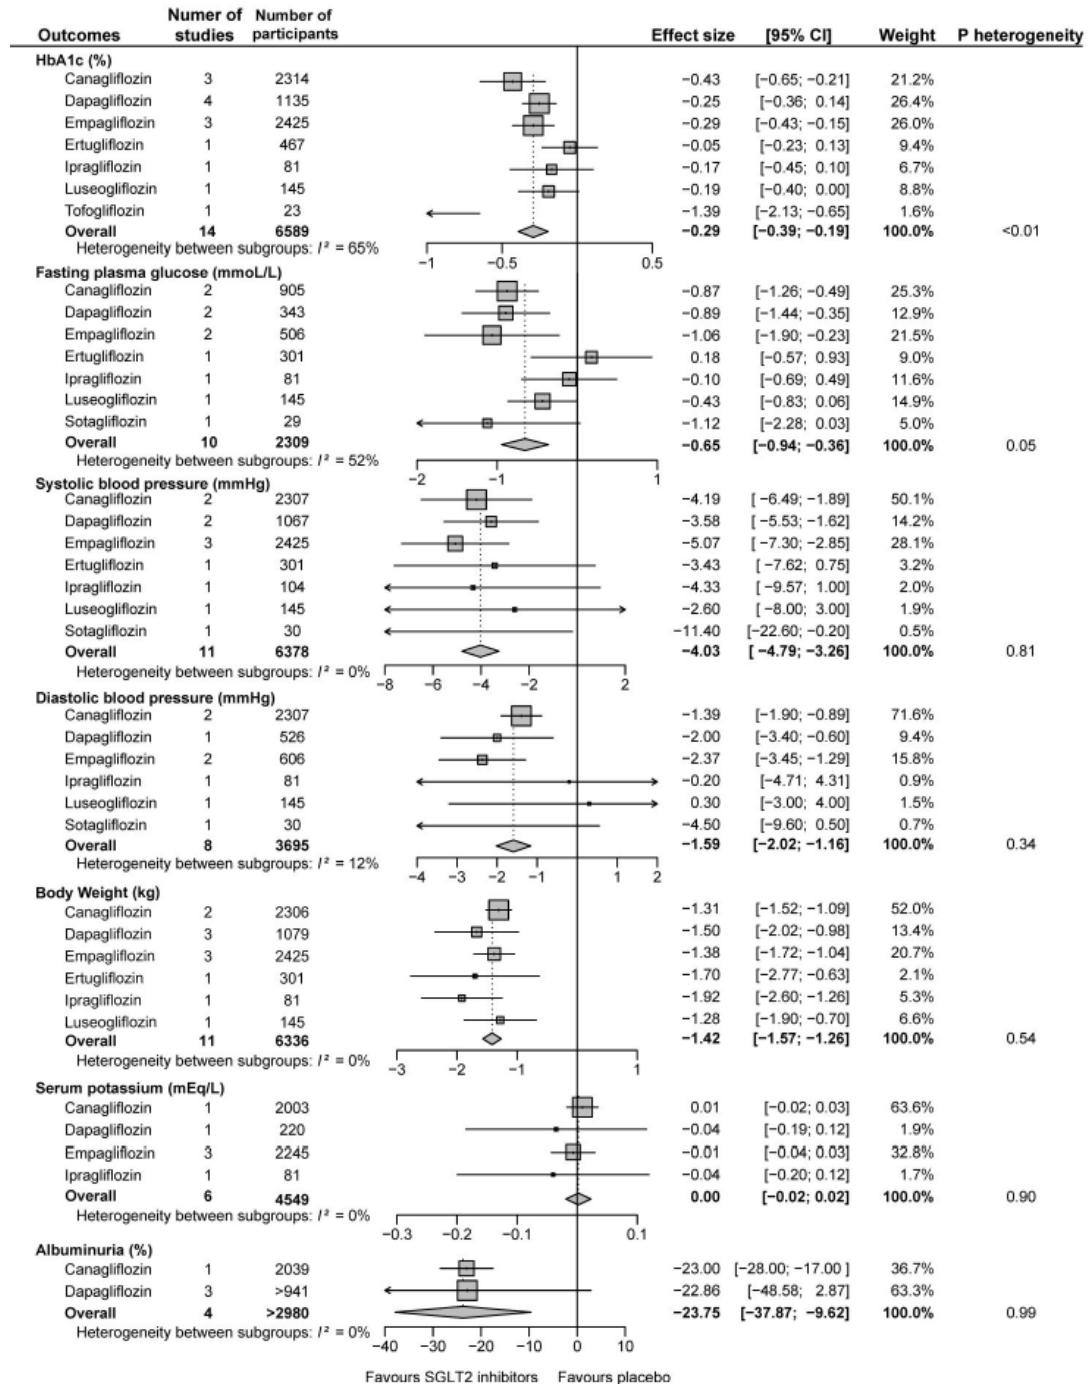 Outcomes Numer of studies Number of participants Effect size [95% CI] Weight P heterogeneity
HbA1c (%)
Canagliflozin 3 2314 −0.43 [−0.65; −0.21] 21.2%
Dapagliflozin 4 1135 −0.25 [−0.36; 0.14] 26.4%
Empagliflozin 3 2425 −0.29 [−0.43; −0.15] 26.0%
Ertugliflozin 1 467 −0.05 [−0.23; 0.13] 9.4%
Ipragliflozin 1 81 −0.17 [−0.45; 0.10] 6.7%
Luseogliflozin 1 145 −0.19 [−0.40; 0.00] 8.8%
Tofogliflozin 1 23 −1.39 [−2.13; −0.65] 1.6%
Overall 14 6589 −0.29 [−0.39; −0.19] 100.0% <0.01
Heterogeneity between subgroups: I² = 65%
−1 −0.5 0.5
Fasting plasma glucose (mmoL/L)
Canagliflozin 2 905 −0.87 [−1.26; −0.49] 25.3%
Dapagliflozin 2 343 −0.89 [−1.44; −0.35] 12.9%
Empagliflozin 2 506 −1.06 [−1.90; −0.23] 21.5%
Ertugliflozin 1 301 0.18 [−0.57; 0.93] 9.0%
Ipragliflozin 1 81 −0.10 [−0.69; 0.49] 11.6%
Luseogliflozin 1 145 −0.43 [−0.83; 0.06] 14.9%
Sotagliflozin 1 29 −1.12 [−2.28; 0.03] 5.0%
Overall 10 2309 −0.65 [−0.94; −0.36] 100.0% 0.05
Heterogeneity between subgroups: I² = 52%
−2 −1 1
Systolic blood pressure (mmHg)
Canagliflozin 2 2307 −4.19 [ −6.49; −1.89] 50.1%
Dapagliflozin 2 1067 −3.58 [ −5.53; −1.62] 14.2%
Empagliflozin 3 2425 −5.07 [ −7.30; −2.85] 28.1%
Ertugliflozin 1 301 −3.43 [ −7.62; 0.75] 3.2%
Ipragliflozin 1 104 −4.33 [ −9.57; 1.00] 2.0%
Luseogliflozin 1 145 −2.60 [ −8.00; 3.00] 1.9%
Sotagliflozin 1 30 −11.40 [−22.60; −0.20] 0.5%
Overall 11 6378 −4.03 [ −4.79; −3.26] 100.0% 0.81
Heterogeneity between subgroups: I² = 0%
−8 −6 −4 −2 2
Diastolic blood pressure (mmHg)
Canagliflozin 2 2307 −1.39 [−1.90; −0.89] 71.6%
Dapagliflozin 1 526 −2.00 [−3.40; −0.60] 9.4%
Empagliflozin 2 606 −2.37 [−3.45; −1.29] 15.8%
Ipragliflozin 1 81 −0.20 [−4.71; 4.31] 0.9%
Luseogliflozin 1 145 0.30 [−3.00; 4.00] 1.5%
Sotagliflozin 1 30 −4.50 [−9.60; 0.50] 0.7%
Overall 8 3695 −1.59 [−2.02; −1.16] 100.0% 0.34
Heterogeneity between subgroups: I² = 12%
−4 −3 −2 −1 1 2
Body Weight (kg)
Canagliflozin 2 2306 −1.31 [−1.52; −1.09] 52.0%
Dapagliflozin 3 1079 −1.50 [−2.02; −0.98] 13.4%
Empagliflozin 3 2425 −1.38 [−1.72; −1.04] 20.7%
Ertugliflozin 1 301 −1.70 [−2.77; −0.63] 2.1%
Ipragliflozin 1 81 −1.92 [−2.60; −1.26] 5.3%
Luseogliflozin 1 145 −1.28 [−1.90; −0.70] 6.6%
Overall 11 6336 −1.42 [−1.57; −1.26] 100.0% 0.54
Heterogeneity between subgroups: I² = 0%
−3 −2 −1 1
Serum potassium (mEq/L)
Canagliflozin 1 2003 0.01 [−0.02; 0.03] 63.6%
Dapagliflozin 1 220 −0.04 [−0.19; 0.12] 1.9%
Empagliflozin 3 2245 −0.01 [−0.04; 0.03] 32.8%
Ipragliflozin 1 81 −0.04 [−0.20; 0.12] 1.7%
Overall 6 4549 0.00 [−0.02; 0.02] 100.0% 0.90
Heterogeneity between subgroups: I² = 0%
−0.3 −0.2 −0.1 0.1
Albuminuria (%)
Canagliflozin 1 2039 −23.00 [−28.00; −17.00 ] 36.7%
Dapagliflozin 3 >941 −22.86 [−48.58; 2.87] 63.3%
Overall 4 >2980 −23.75 [−37.87; −9.62] 100.0% 0.99
Heterogeneity between subgroups: I² = 0%
−40 −30 −20 −10 0 10
Favours SGLT2 inhibitors Favours placebo